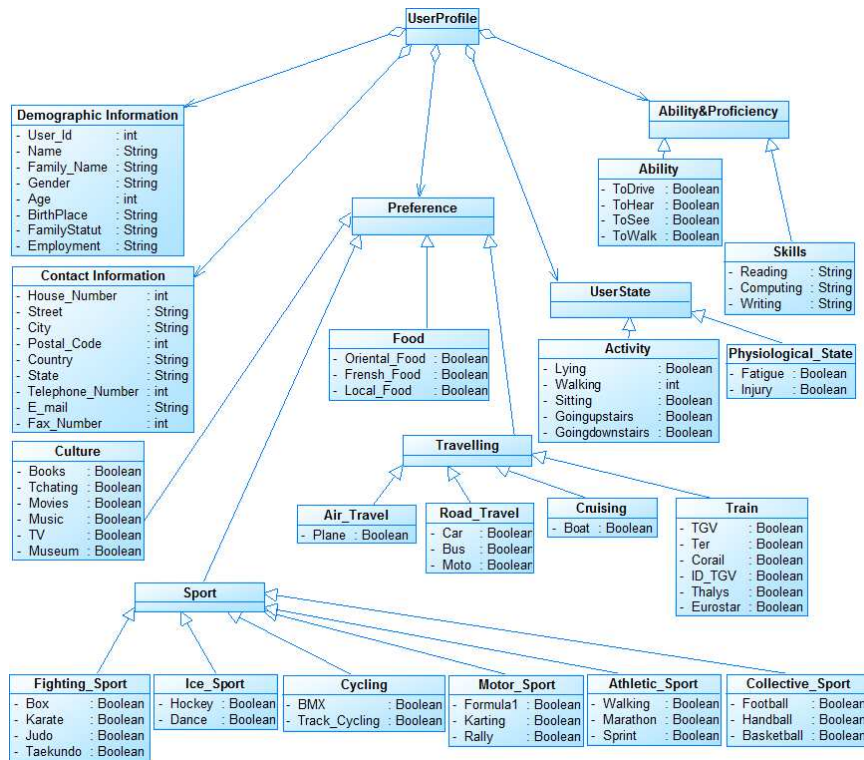 UserProfile
Demographic Information
- User_Id : int
- Name : String
- Family_Name : String
- Gender : String
- Age : int
- BirthPlace : String
- FamilyStatut : String
- Employment : String
Ability&Proficiency
Ability
- ToDrive : Boolean
- ToHear : Boolean
- ToSee : Boolean
- ToWalk : Boolean
Skills
- Reading : String
- Computing : String
- Writing : String
Preference
Contact Information
- House_Number : int
- Street : String
- City : String
- Postal_Code : int
- Country : String
- State : String
- Telephone_Number : int
- E_mail : String
- Fax_Number : int
UserState
Food
- Oriental_Food : Boolean
- Frensh_Food : Boolean
- Local_Food : Boolean
Activity
- Lying : Boolean
- Walking : int
- Sitting : Boolean
- Goingupstairs : Boolean
- Goingdownstairs : Boolean
Physiological_State
- Fatigue : Boolean
- Injury : Boolean
Culture
- Books : Boolean
- Tchating : Boolean
- Movies : Boolean
- Music : Boolean
- TV : Boolean
- Museum : Boolean
Travelling
Air_Travel
- Plane : Boolean
Road_Travel
- Car : Boolean
- Bus : Boolean
- Moto : Boolean
Cruising
- Boat : Boolean
Train
- TGV : Boolean
- Ter : Boolean
- Corail : Boolean
- ID_TGV : Boolean
- Thalys : Boolean
- Eurostar : Boolean
Sport
Fighting_Sport
- Box : Boolean
- Karate : Boolean
- Judo : Boolean
- Taekundo : Boolean
Ice_Sport
- Hockey : Boolean
- Dance : Boolean
Cycling
- BMX : Boolean
- Track_Cycling : Boolean
Motor_Sport
- Formula1 : Boolean
- Karting : Boolean
- Rally : Boolean
Athletic_Sport
- Walking : Boolean
- Marathon : Boolean
- Sprint : Boolean
Collective_Sport
- Football : Boolean
- Handball : Boolean
- Basketball : Boolean